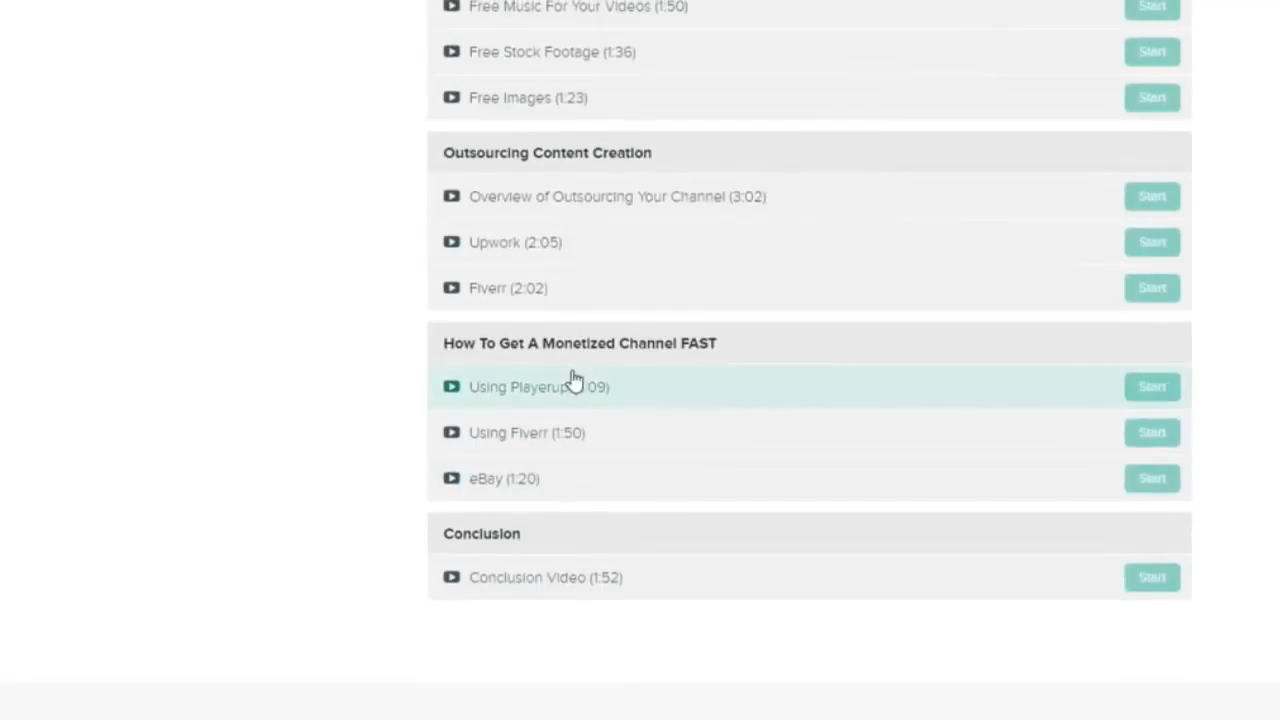 Free Music For Your Videos (1:50)
Start
Free Stock Footage (1:36)
Start
Free Images (1:23)
Start
Outsourcing Content Creation
Overview of Outsourcing Your Channel (3:02)
Start
Upwork (2:05)
Start
Fiverr (2:02)
Start
How To Get A Monetized Channel FAST
Using Playerup 09)
Start
Using Fiverr (1:50)
Start
eBay (1:20)
Start
Conclusion
Conclusion Video (1:52)
Start